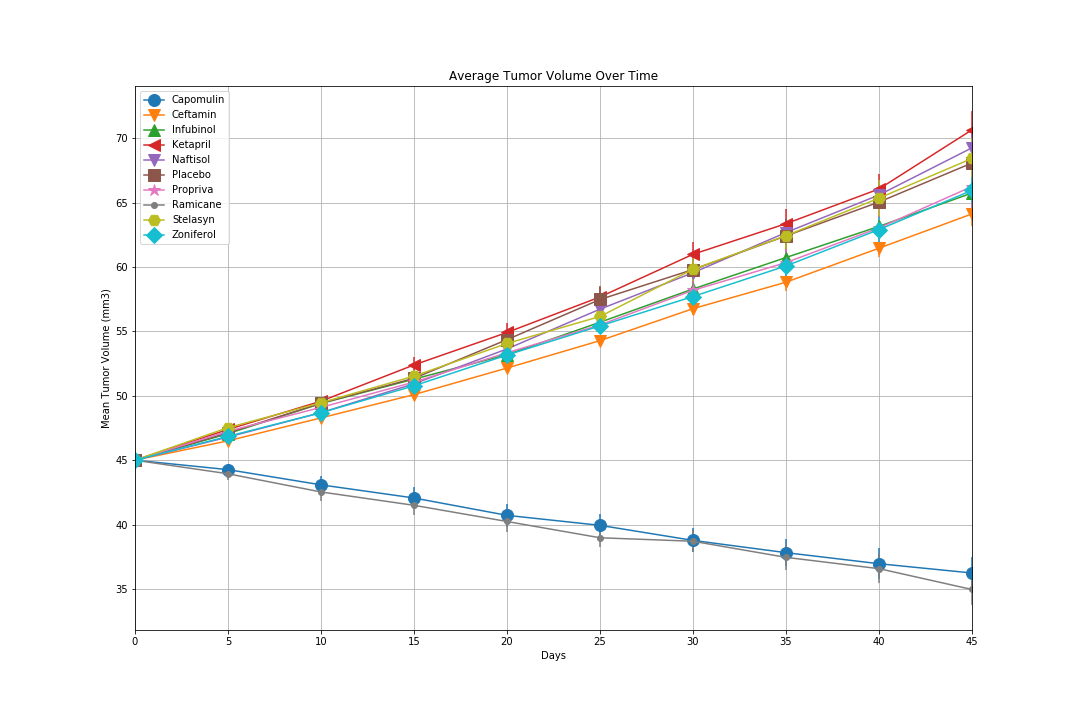 Average Tumor Volume Over Time
Capomulin
Ceftamin
Infubinol
Ketapril
Naftisol
Placebo
Propriva
Ramicane
Stelasyn
Zoniferol
Mean Tumor Volume (mm3)
70
65
60
55
50
45
40
35
0 5 10 15 20 25 30 35 40 45
Days